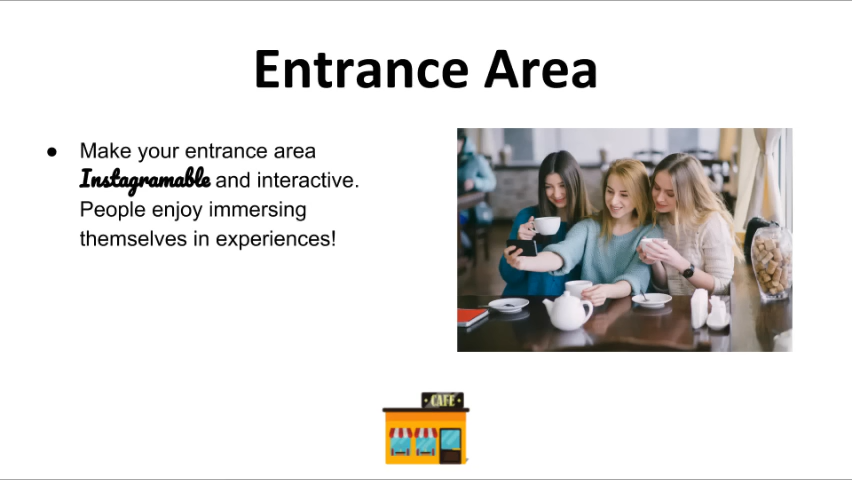 Entrance Area
● Make your entrance area
Instagramable and interactive.
People enjoy immersing
themselves in experiences!
CAFE